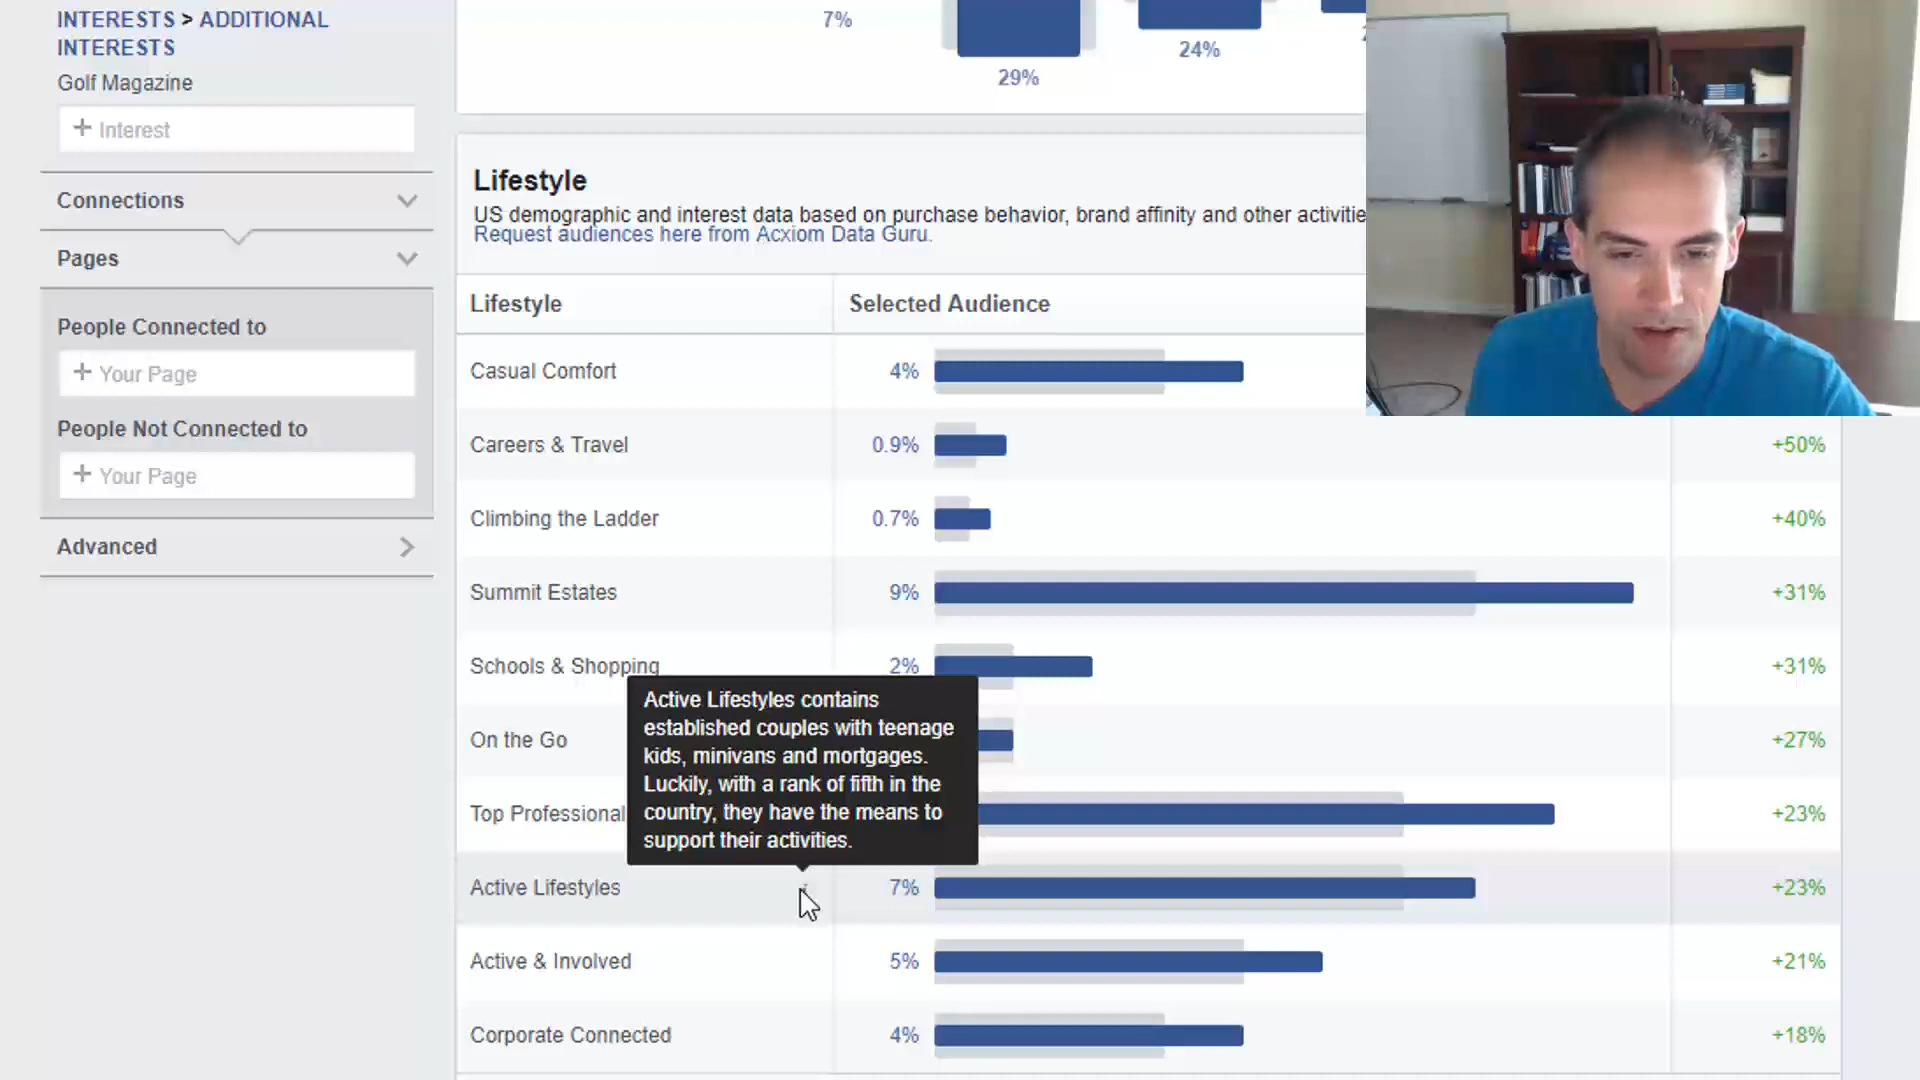 INTERESTS > ADDITIONAL
INTERESTS
Golf Magazine
+ Interest
Connections
Pages
People Connected to
+ Your Page
People Not Connected to
+ Your Page
Advanced
7%
29%
24%
Lifestyle
US demographic and interest data based on purchase behavior, brand affinity and other activitie
Request audiences here from Acxiom Data Guru.
Lifestyle Selected Audience
Casual Comfort 4%
Careers & Travel 0.9% +50%
Climbing the Ladder 0.7% +40%
Summit Estates 9% +31%
Schools & Shopping 2% +31%
On the Go +27%
Top Professional +23%
Active Lifestyles contains
established couples with teenage
kids, minivans and mortgages.
Luckily, with a rank of fifth in the
country, they have the means to
support their activities.
Active Lifestyles 7% +23%
Active & Involved 5% +21%
Corporate Connected 4% +18%